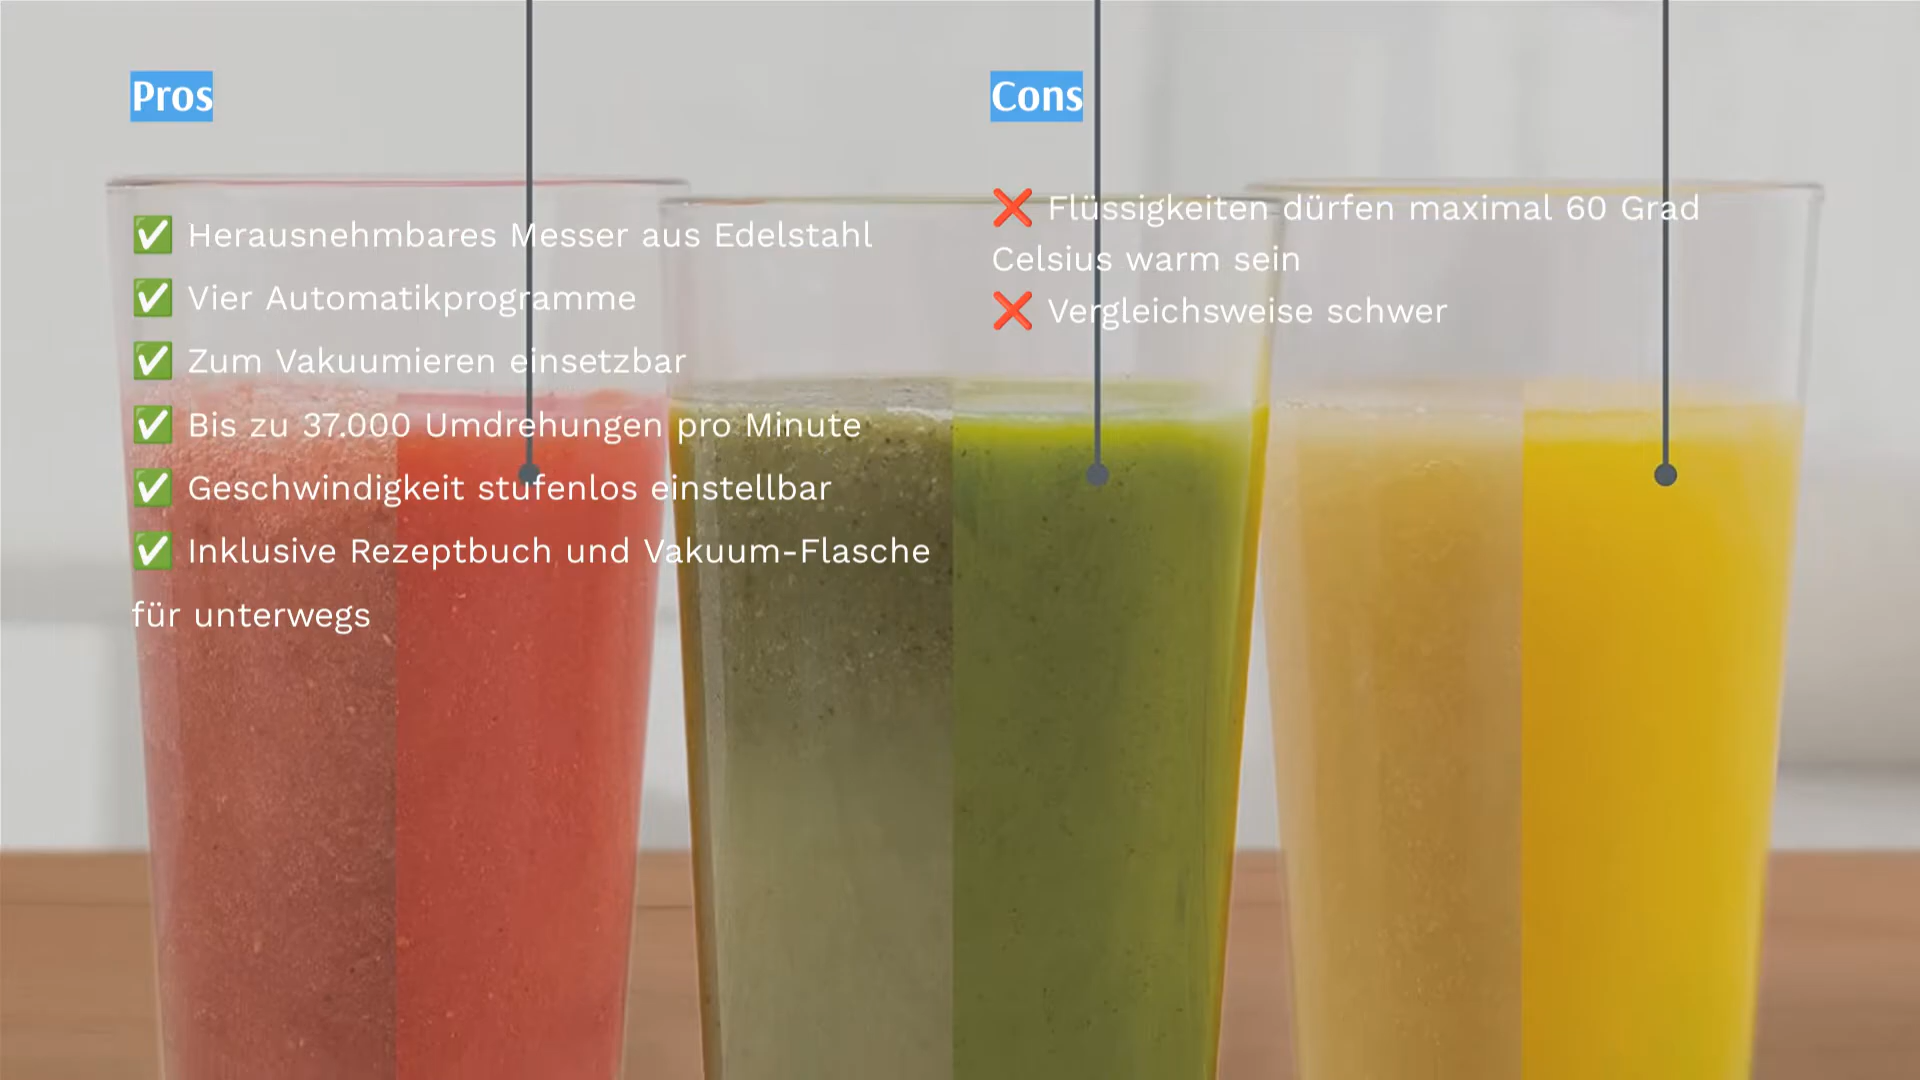 Pros
✅ Herausnehmbares Messer aus Edelstahl
✅ Vier Automatikprogramme
✅ Zum Vakuumieren einsetzbar
✅ Bis zu 37.000 Umdrehungen pro Minute
✅ Geschwindigkeit stufenlos einstellbar
✅ Inklusive Rezeptbuch und Vakuum-Flasche
für unterwegs
Cons
❌ Flüssigkeiten dürfen maximal 60 Grad
Celsius warm sein
❌ Vergleichsweise schwer